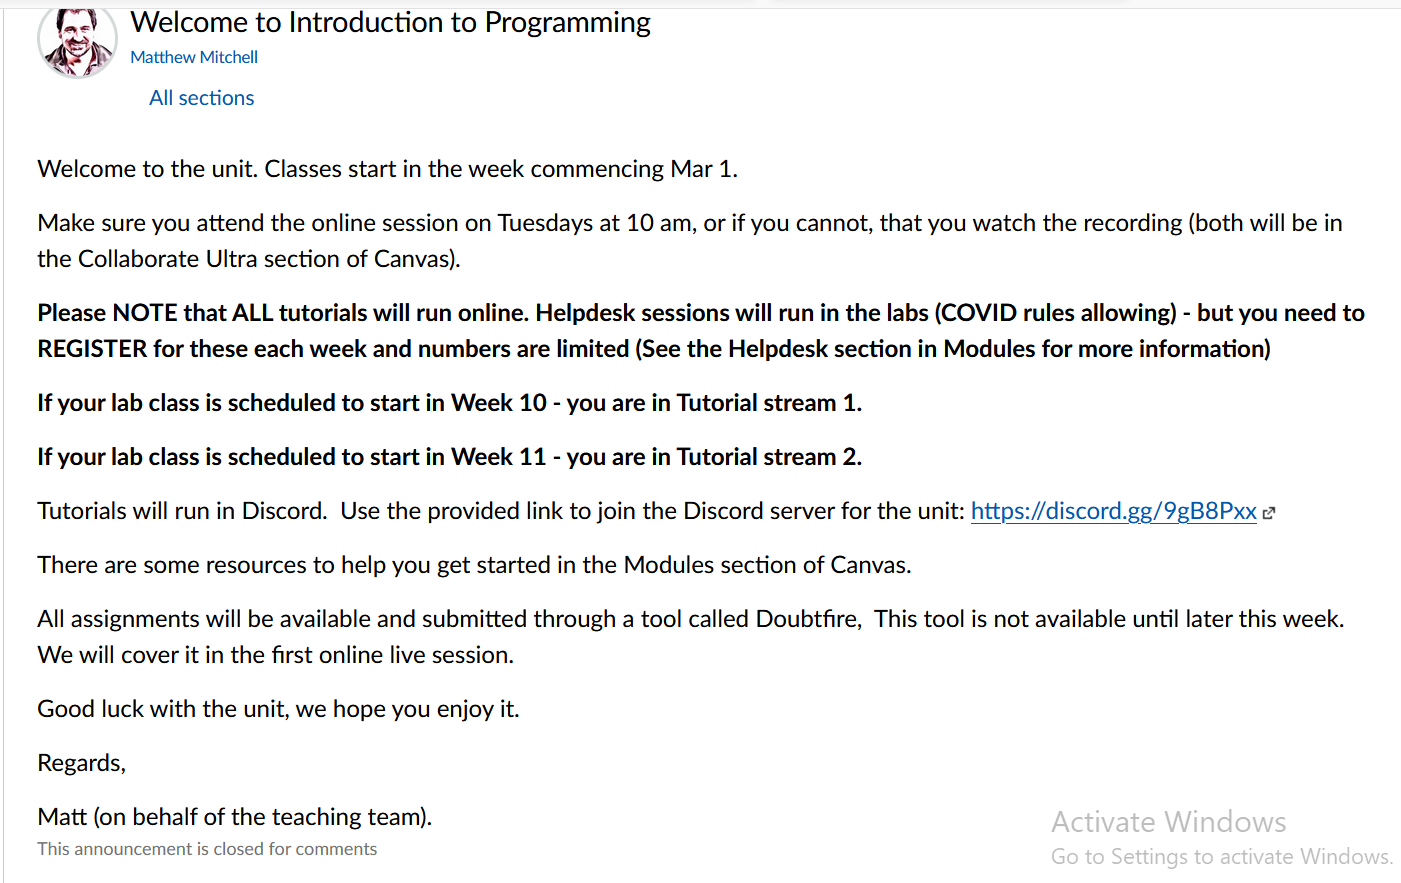 Welcome to Introduction to Programming
Matthew Mitchell
All sections
Welcome to the unit. Classes start in the week commencing Mar 1.
Make sure you attend the online session on Tuesdays at 10 am, or if you cannot, that you watch the recording (both will be in
the Collaborate Ultra section of Canvas).
Please NOTE that ALL tutorials will run online. Helpdesk sessions will run in the labs (COVID rules allowing) - but you need to
REGISTER for these each week and numbers are limited (See the Helpdesk section in Modules for more information)
If your lab class is scheduled to start in Week 10 - you are in Tutorial stream 1.
If your lab class is scheduled to start in Week 11 - you are in Tutorial stream 2.
Tutorials will run in Discord.  Use the provided link to join the Discord server for the unit: https://discord.gg/9gB8Pxx
There are some resources to help you get started in the Modules section of Canvas.
All assignments will be available and submitted through a tool called Doubtfire,  This tool is not available until later this week.
We will cover it in the first online live session.
Good luck with the unit, we hope you enjoy it.
Regards,
Matt (on behalf of the teaching team).
This announcement is closed for comments
Activate Windows
Go to Settings to activate Windows.